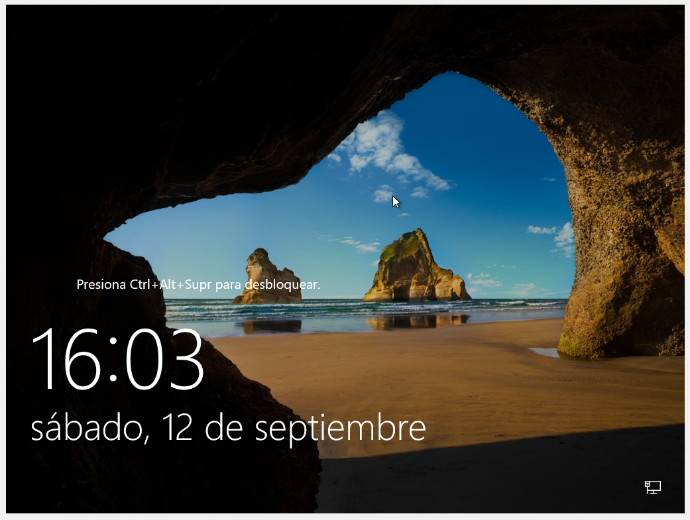 Presiona Ctrl+Alt+Supr para desbloquear.
16:03
sábado, 12 de septiembre